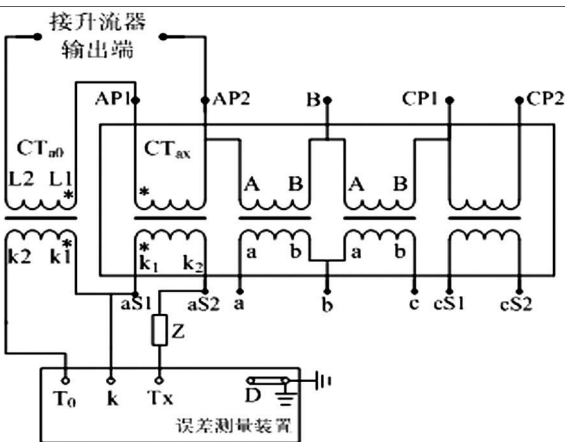 接升流器
输出端
AP1 AP2 B CP1 CP2
CTa0 CTax
L2 L1 * * A B A B
k2 k1 * * k1 k2 a b a b
aS1 aS2 a b c cS1 cS2
Z
T0 k Tx D
误差测量装置